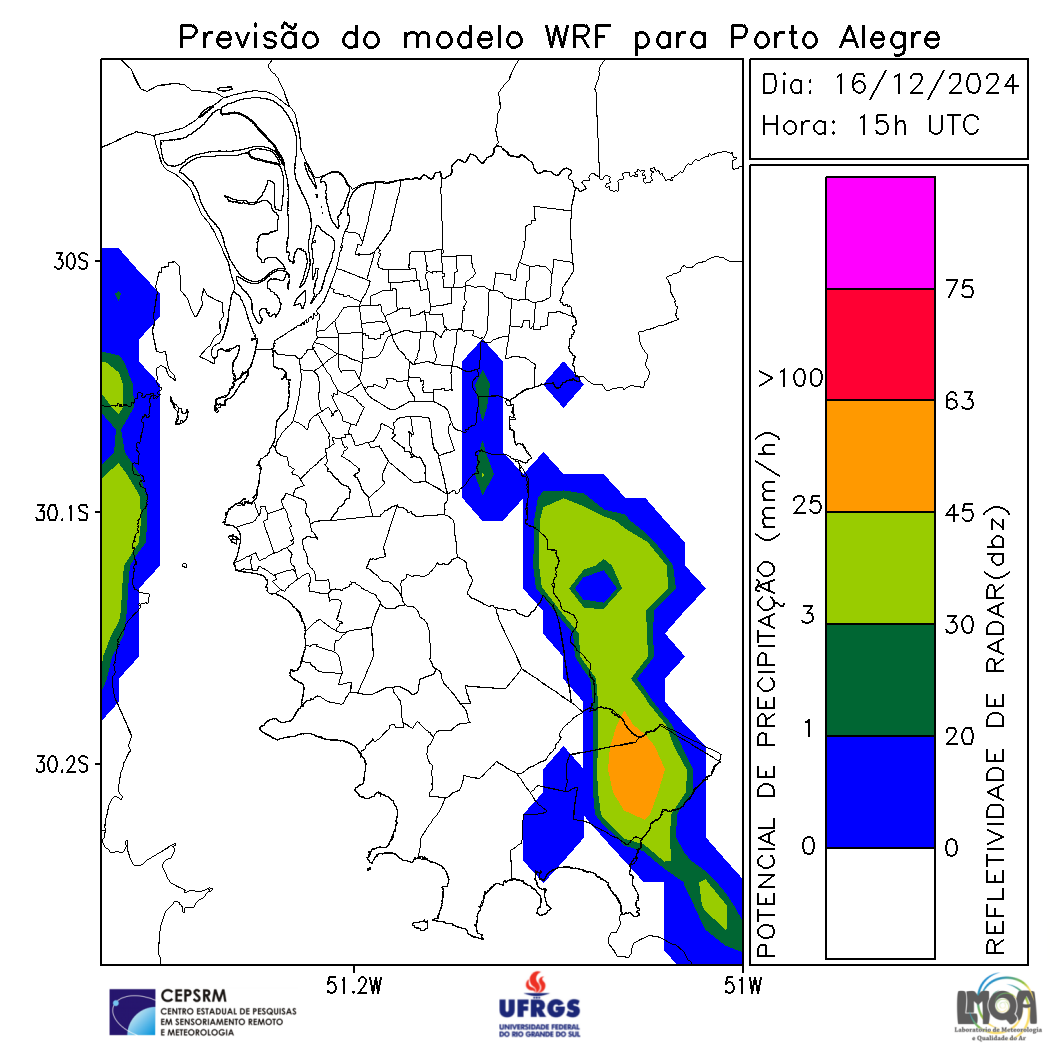 Previsão do modelo WRF para Porto Alegre
Dia: 16/12/2024
Hora: 15h UTC
30S
30.1S
30.2S
51.2W
51W
POTENCIAL DE PRECIPITAÇÃO (mm/h)
>100
25
3
1
0
75
63
45
30
20
0
REFLETIVIDADE DE RADAR(dbz)
CEPSRM
CENTRO ESTADUAL DE PESQUISAS
EM SENSORIAMENTO REMOTO
E METEOROLOGIA
UFRGS
UNIVERSIDADE FEDERAL
DO RIO GRANDE DO SUL
LMQA
Laboratório de Meteorologia
e Qualidade do Ar